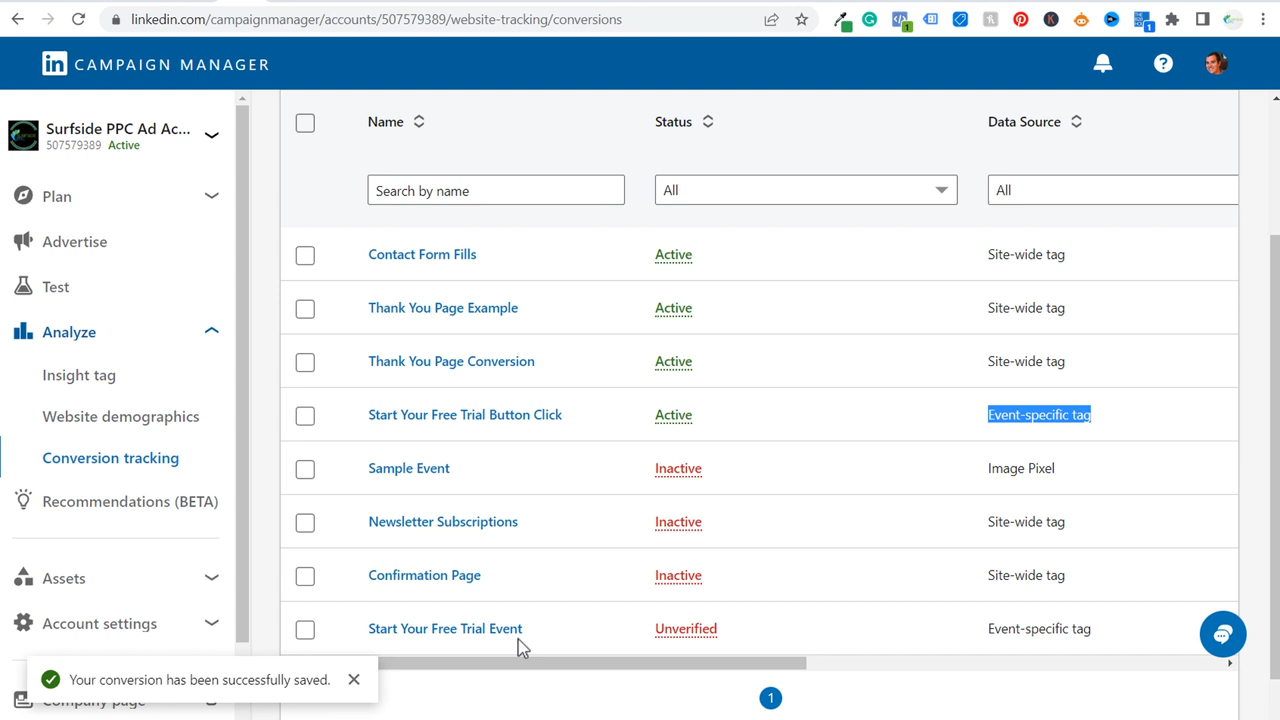 linkedin.com/campaignmanager/accounts/507579389/website-tracking/conversions
in CAMPAIGN MANAGER
Surfside PPC Ad Ac...
507579389 Active
Plan
Advertise
Test
Analyze
Insight tag
Website demographics
Conversion tracking
Recommendations (BETA)
Assets
Account settings
Company page
Name Status Data Source
Search by name All All
Contact Form Fills Active Site-wide tag
Thank You Page Example Active Site-wide tag
Thank You Page Conversion Active Site-wide tag
Start Your Free Trial Button Click Active Event-specific tag
Sample Event Inactive Image Pixel
Newsletter Subscriptions Inactive Site-wide tag
Confirmation Page Inactive Site-wide tag
Start Your Free Trial Event Unverified Event-specific tag
Your conversion has been successfully saved.
1